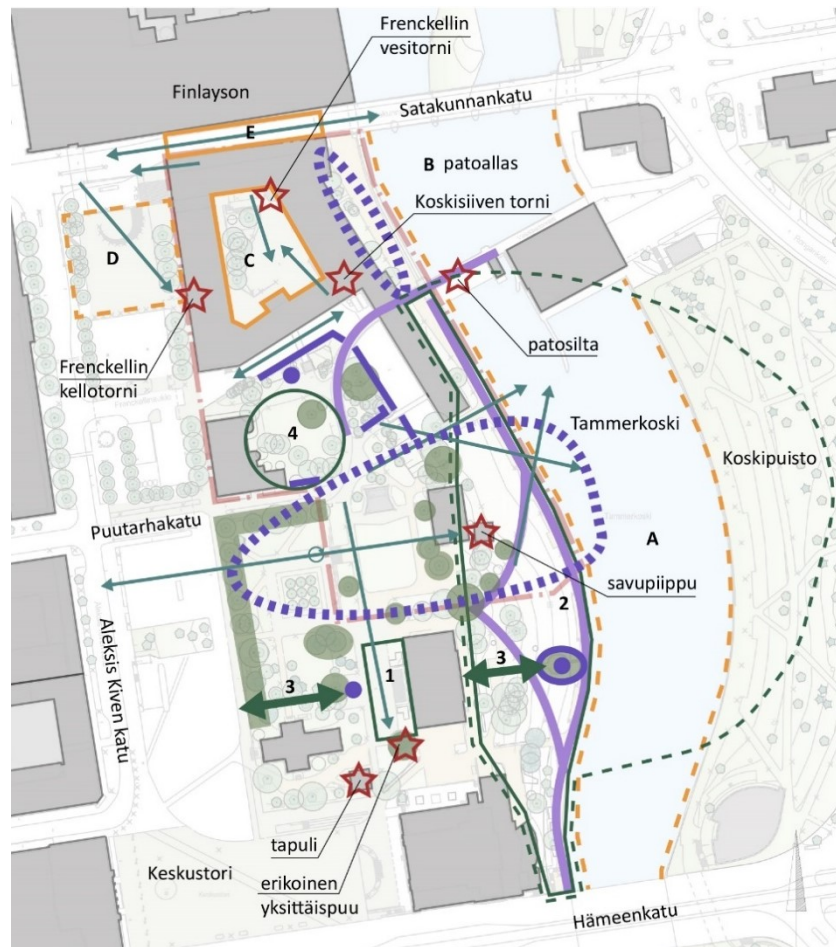 Frenckellin
vesitorni
Finlayson
Satakunnankatu
E
B patoallas
Koskisiiven torni
C
D
patosilta
Frenckellin
kellotorni
Tammerkoski
4
Koskipuisto
Puutarhakatu
A
savupiippu
2
Aleksis Kiven katu
1
3
3
tapuli
Keskustori
erikoinen
yksittäispuu
Hämeenkatu